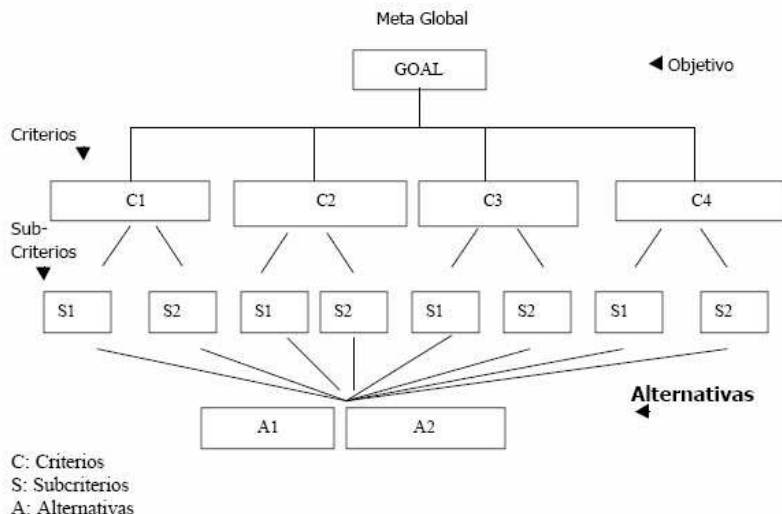 Meta Global
GOAL
Objetivo
Criterios
C1 C2 C3 C4
Sub-
Criterios
S1 S2 S1 S2 S1 S2 S1 S2
Alternativas
A1 A2
C: Criterios
S: Subcriterios
A: Alternativas